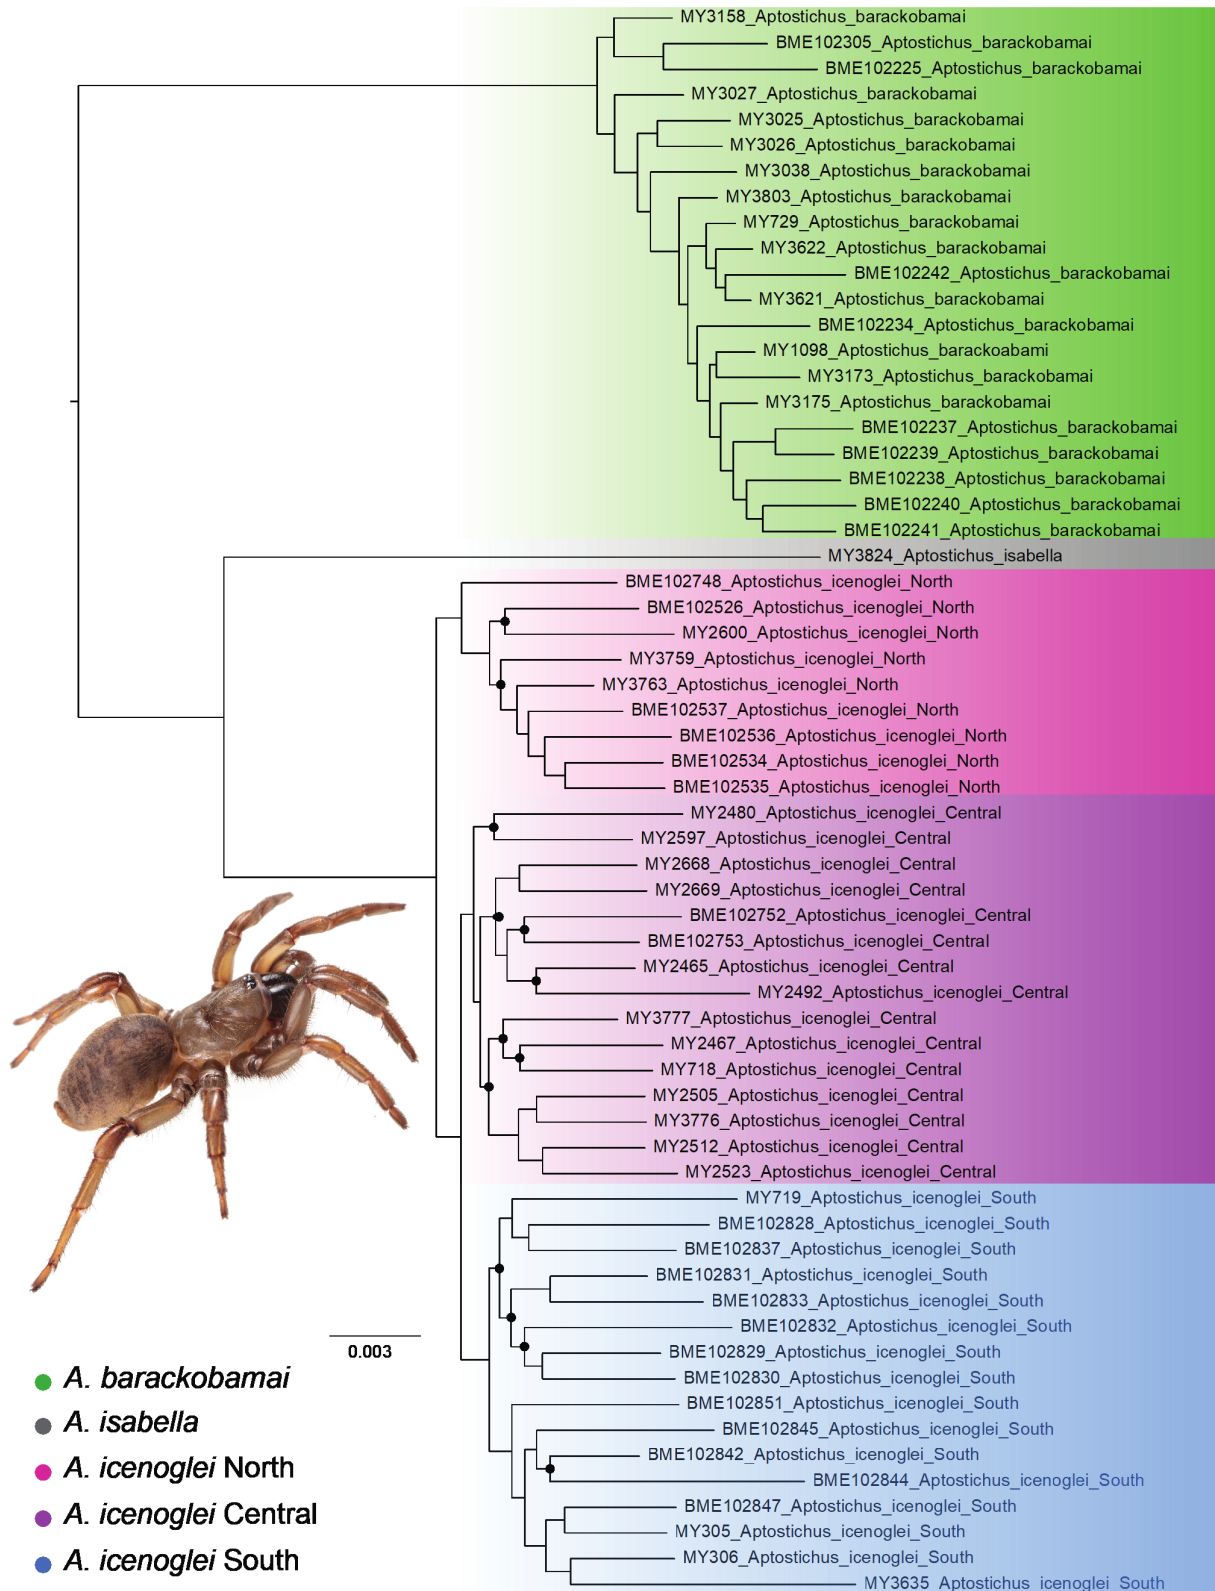 MY3158_Aptostichus_barackobamai
BME102305_Aptostichus_barackobamai
BME102225_Aptostichus_barackobamai
MY3027_Aptostichus_barackobamai
MY3025_Aptostichus_barackobamai
MY3026_Aptostichus_barackobamai
MY3038_Aptostichus_barackobamai
MY3803_Aptostichus_barackobamai
MY729_Aptostichus_barackobamai
MY3622_Aptostichus_barackobamai
BME102242_Aptostichus_barackobamai
MY3621_Aptostichus_barackobamai
BME102234_Aptostichus_barackobamai
MY1098_Aptostichus_barackoabami
MY3173_Aptostichus_barackobamai
MY3175_Aptostichus_barackobamai
BME102237_Aptostichus_barackobamai
BME102239_Aptostichus_barackobamai
BME102238_Aptostichus_barackobamai
BME102240_Aptostichus_barackobamai
BME102241_Aptostichus_barackobamai
MY3824_Aptostichus_isabella
BME102748_Aptostichus_icenoglei_North
BME102526_Aptostichus_icenoglei_North
MY2600_Aptostichus_icenoglei_North
MY3759_Aptostichus_icenoglei_North
MY3763_Aptostichus_icenoglei_North
BME102537_Aptostichus_icenoglei_North
BME102536_Aptostichus_icenoglei_North
BME102534_Aptostichus_icenoglei_North
BME102535_Aptostichus_icenoglei_North
MY2480_Aptostichus_icenoglei_Central
MY2597_Aptostichus_icenoglei_Central
MY2668_Aptostichus_icenoglei_Central
MY2669_Aptostichus_icenoglei_Central
BME102752_Aptostichus_icenoglei_Central
BME102753_Aptostichus_icenoglei_Central
MY2465_Aptostichus_icenoglei_Central
MY2492_Aptostichus_icenoglei_Central
MY3777_Aptostichus_icenoglei_Central
MY2467_Aptostichus_icenoglei_Central
MY718_Aptostichus_icenoglei_Central
MY2505_Aptostichus_icenoglei_Central
MY3776_Aptostichus_icenoglei_Central
MY2512_Aptostichus_icenoglei_Central
MY2523_Aptostichus_icenoglei_Central
MY719_Aptostichus_icenoglei_South
BME102828_Aptostichus_icenoglei_South
BME102837_Aptostichus_icenoglei_South
BME102831_Aptostichus_icenoglei_South
BME102833_Aptostichus_icenoglei_South
BME102832_Aptostichus_icenoglei_South
BME102829_Aptostichus_icenoglei_South
BME102830_Aptostichus_icenoglei_South
BME102851_Aptostichus_icenoglei_South
BME102845_Aptostichus_icenoglei_South
BME102842_Aptostichus_icenoglei_South
BME102844_Aptostichus_icenoglei_South
BME102847_Aptostichus_icenoglei_South
MY305_Aptostichus_icenoglei_South
MY306_Aptostichus_icenoglei_South
MY3635_Aptostichus_icenoglei_South
0.003
A. barackobamai
A. isabella
A. icenoglei North
A. icenoglei Central
A. icenoglei South